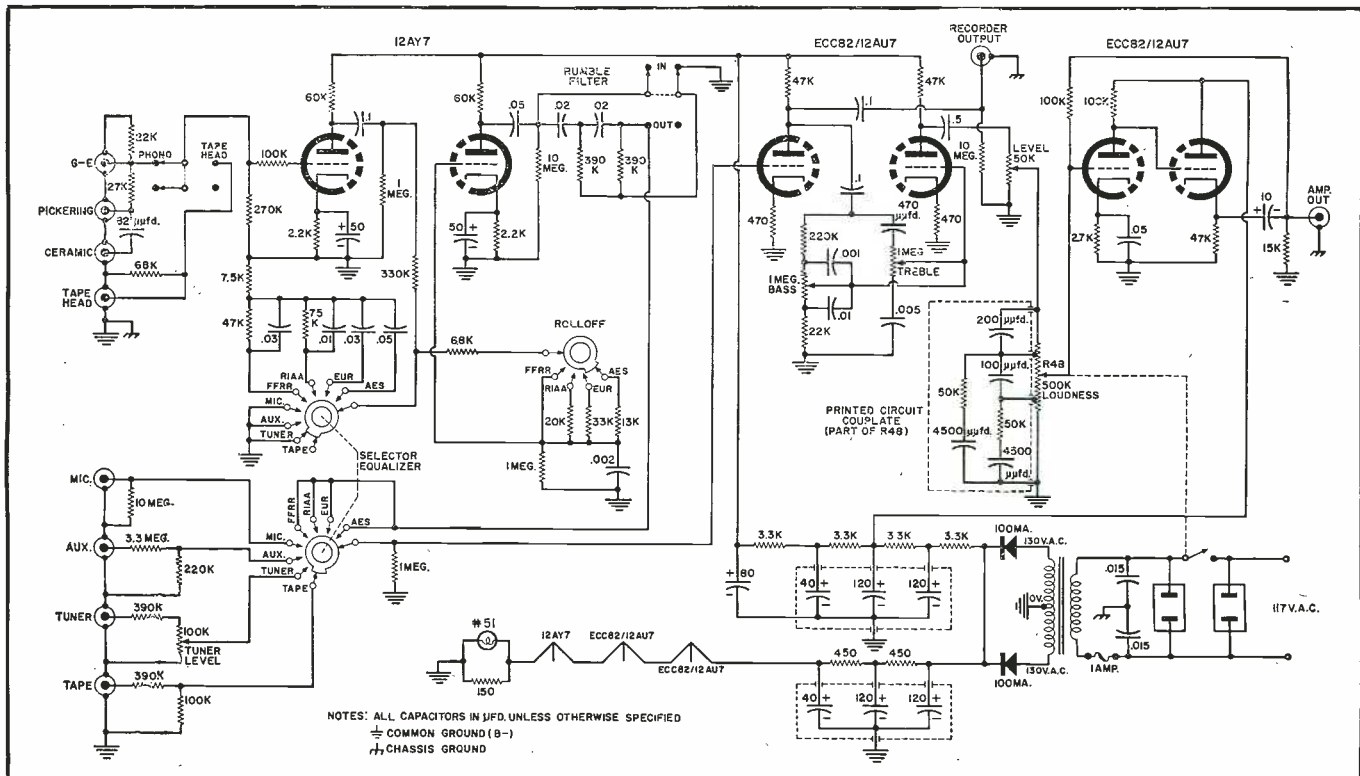 12AY7
ECC82/12AU7
RECORDER
OUTPUT
ECC82/12AU7
RUMBLE
FILTER
IN
OUT
60K
.1
60K
.05
.02
.02
47K
47K
.1
.5
100K
100K
22K
G-E
PHONO
TAPE
HEAD
100K
27K
PICKERING
32 μμfd.
CERAMIC
68K
TAPE
HEAD
270K
1
MEG.
2.2K
+50
330K
10
MEG.
390
K
390
K
50
2.2K
10
MEG.
LEVEL
50K
.1
470
470
μμfd.
470
220K
.001
1 MEG.
TREBLE
1 MEG.
BASS
.01
22K
.005
27K
.05
47K
10
15K
AMP.
OUT
7.5K
47K
.03
75
K
.01
.03
.05
RIAA
FFRR
EUR
AES
MIC.
AUX.
TUNER
TAPE
SELECTOR
EQUALIZER
68K
ROLLOFF
FFRR
RIAA
EUR
AES
20K
33K
13K
1MEG.
.002
200 μμfd.
100 μμfd.
R48
500K
LOUDNESS
50K
50K
4500 μμfd.
4500
μμfd.
PRINTED CIRCUIT
COUPLATE
(PART OF R48)
MIC.
10 MEG.
AUX.
3.3 MEG.
220K
TUNER
390K
100K
TUNER
LEVEL
TAPE
390K
100K
FFRR
RIAA
EUR
AES
MIC.
AUX.
TUNER
TAPE
1MEG.
3.3K
3.3K
3.3K
3.3K
+80
40 +
120 +
120 +
100MA.
130V.A.C.
0V.
130V.A.C.
100MA.
.015
.015
1AMP.
117V.A.C.
#51
150
12AY7
ECC82/12AU7
ECC82/12AU7
450
450
40 +
120 +
120 +
NOTES: ALL CAPACITORS IN μFD. UNLESS OTHERWISE SPECIFIED
COMMON GROUND (B-)
CHASSIS GROUND